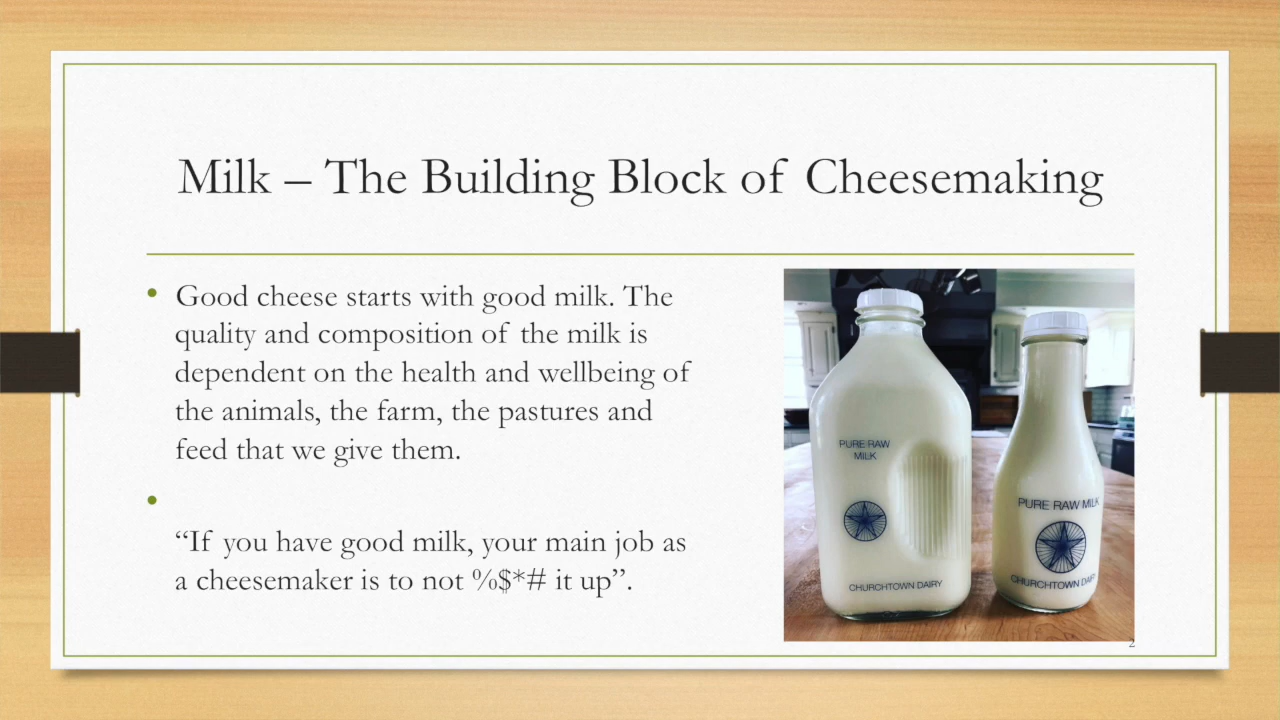 Milk – The Building Block of Cheesemaking
• Good cheese starts with good milk. The
quality and composition of the milk is
dependent on the health and wellbeing of
the animals, the farm, the pastures and
feed that we give them.
•
“If you have good milk, your main job as
a cheesemaker is to not %$*# it up”.
PURE RAW
MILK
CHURCHTOWN DAIRY
PURE RAW MILK
CHURCHTOWN DAIRY
2